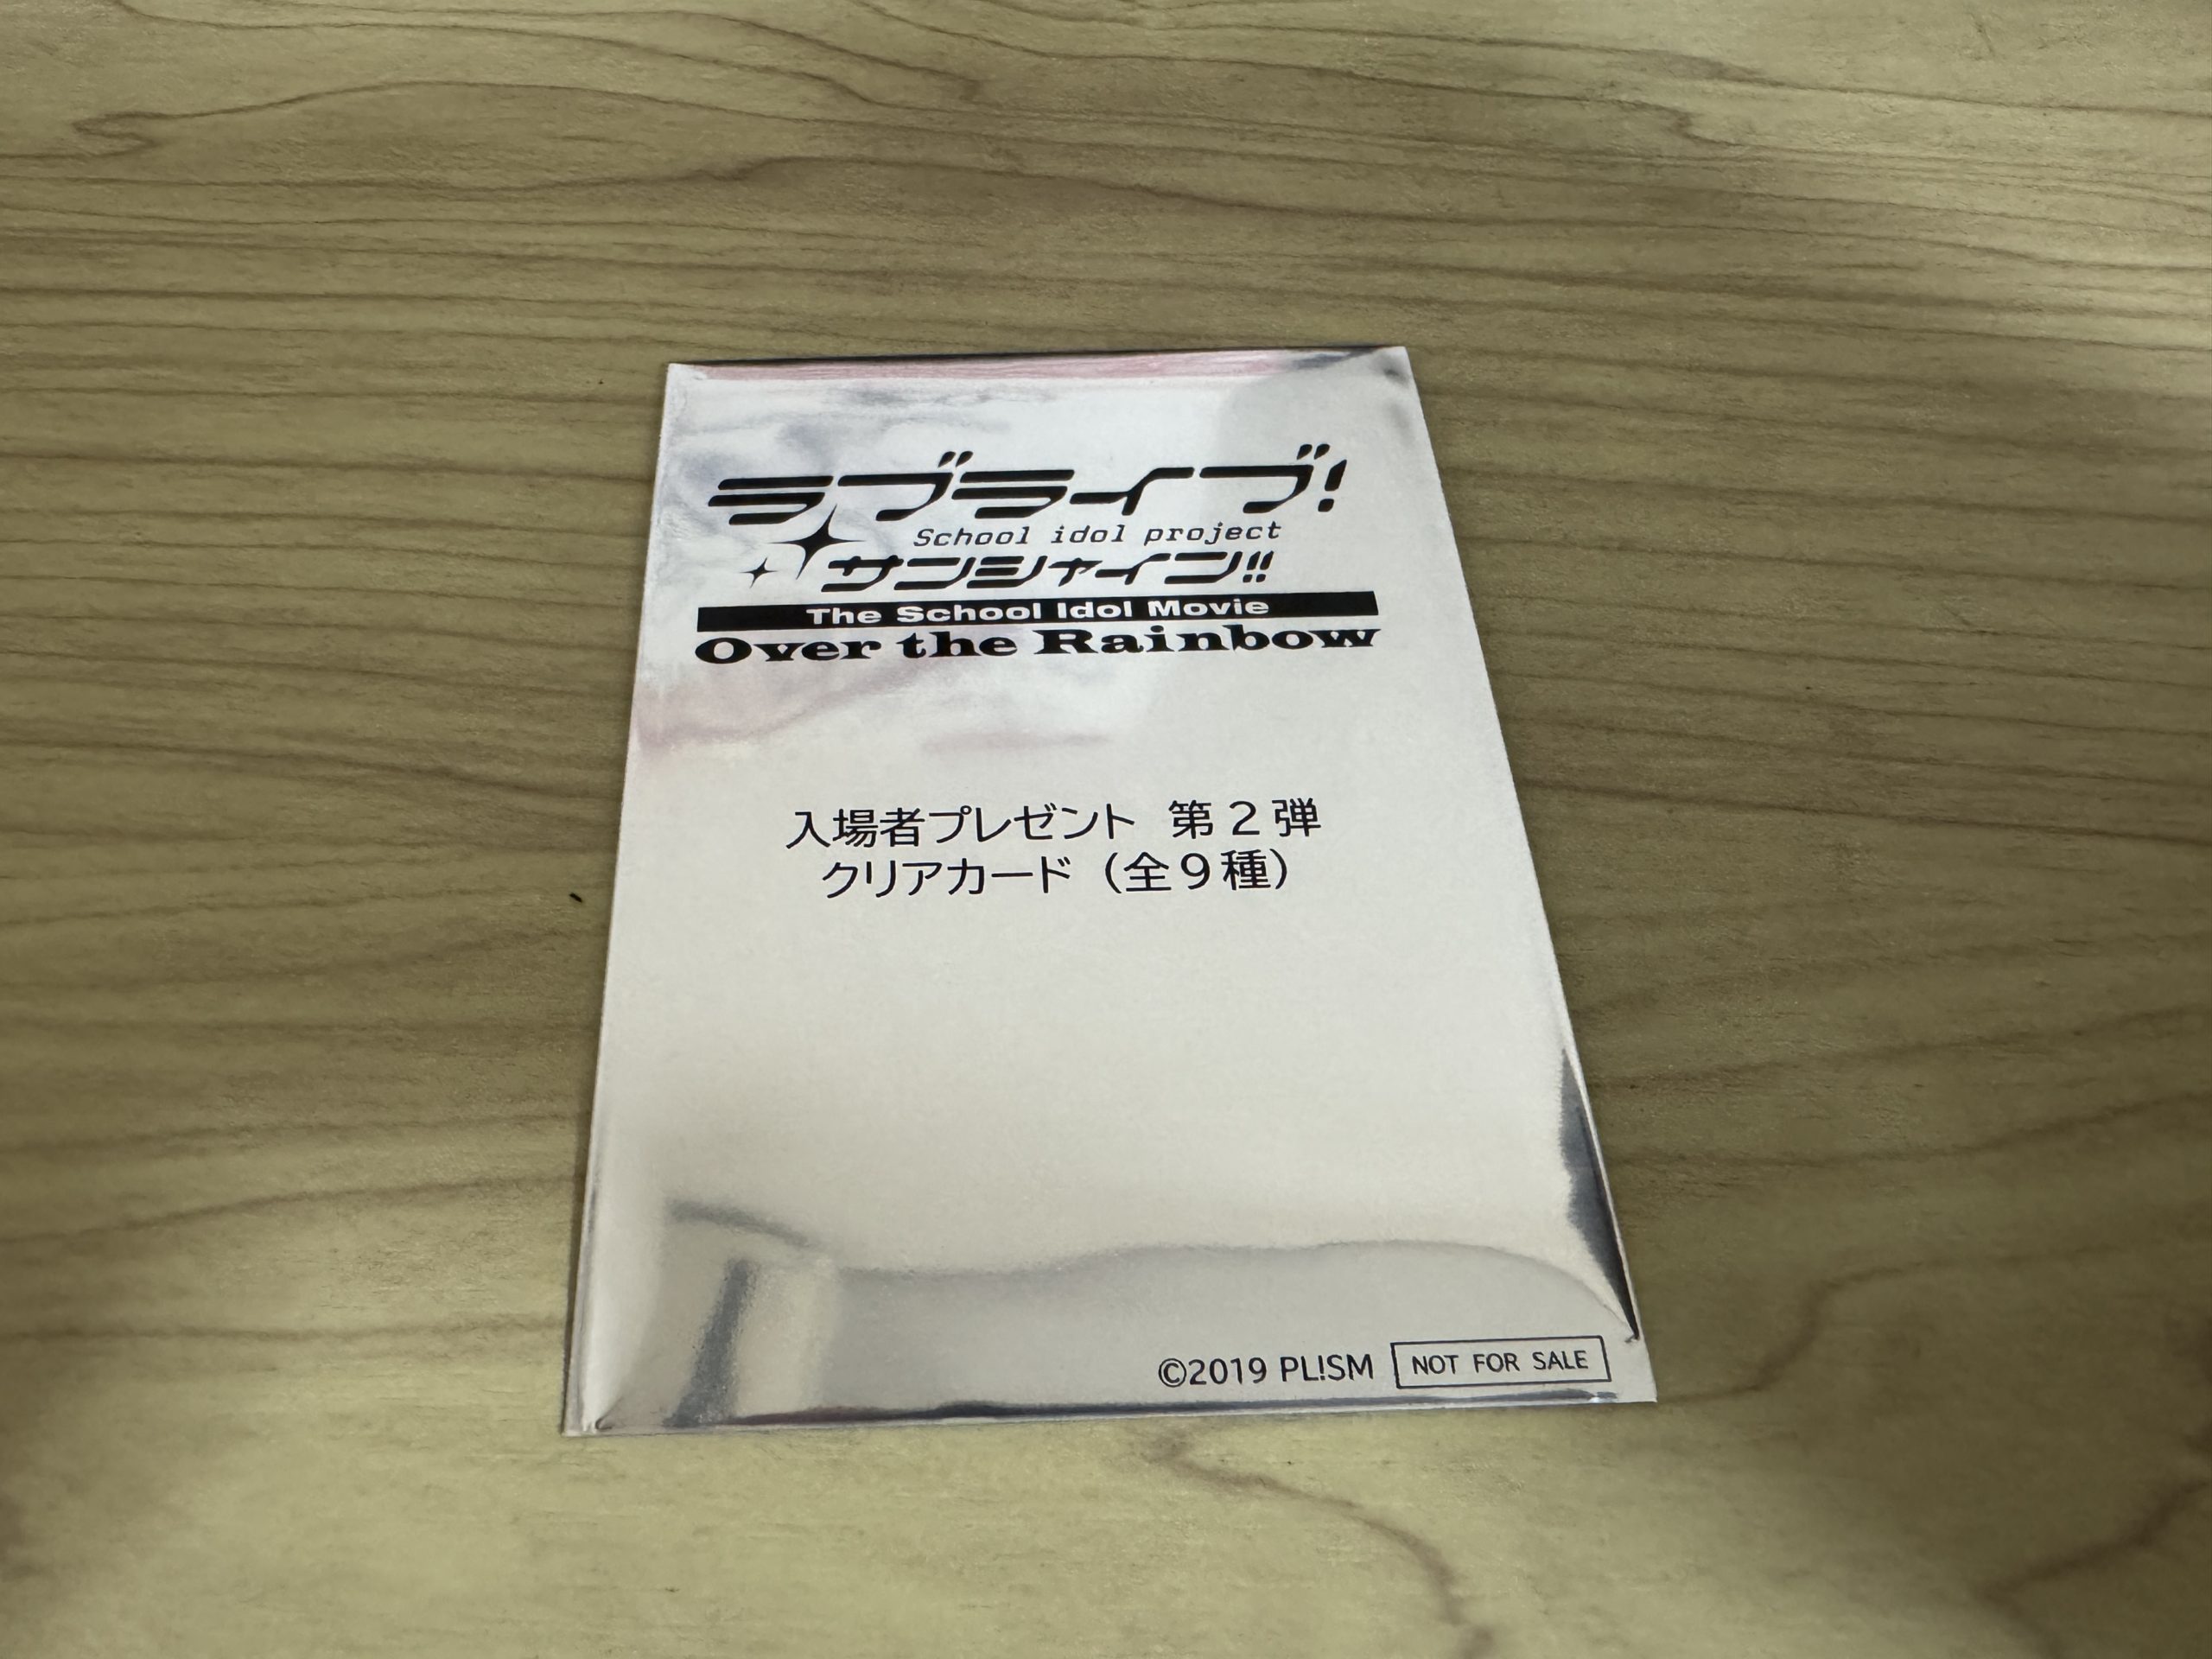 ラブライブ!
School idol project
サンシャイン!!
The School Idol Movie
Over the Rainbow
入場者プレゼント 第2弾
クリアカード（全9種）
©2019 PL!SM NOT FOR SALE